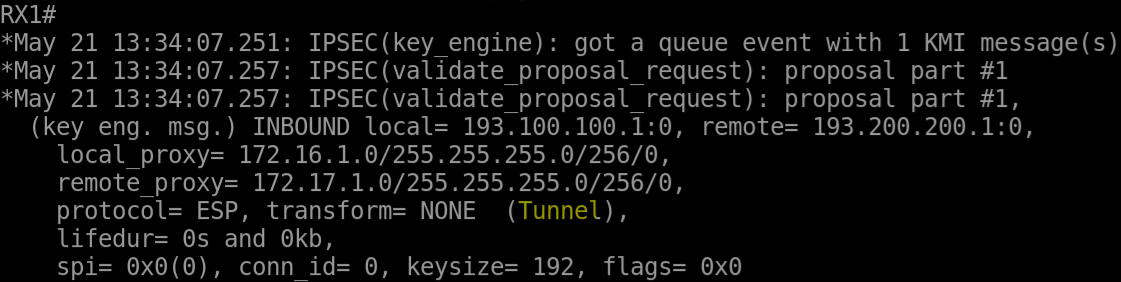 RX1#
*May 21 13:34:07.251: IPSEC(key_engine): got a queue event with 1 KMI message(s)
*May 21 13:34:07.257: IPSEC(validate_proposal_request): proposal part #1
*May 21 13:34:07.257: IPSEC(validate_proposal_request): proposal part #1,
  (key eng. msg.) INBOUND local= 193.100.100.1:0, remote= 193.200.200.1:0,
    local_proxy= 172.16.1.0/255.255.255.0/256/0,
    remote_proxy= 172.17.1.0/255.255.255.0/256/0,
    protocol= ESP, transform= NONE  (Tunnel),
    lifedur= 0s and 0kb,
    spi= 0x0(0), conn_id= 0, keysize= 192, flags= 0x0